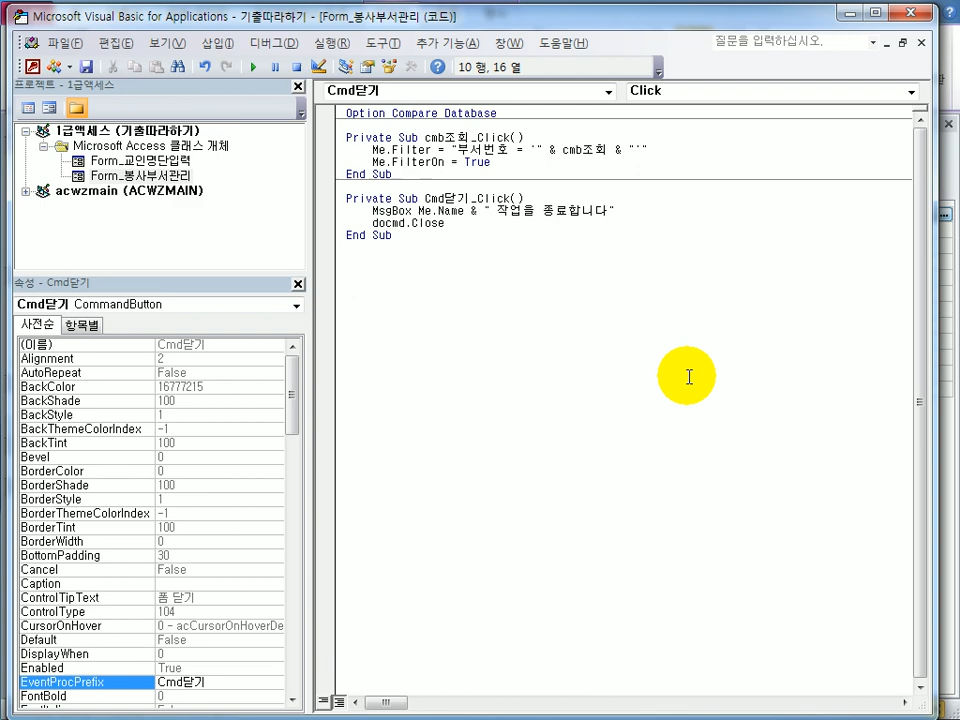 Microsoft Visual Basic for Applications - 기출따라하기 - [Form_봉사부서관리 (코드)]
파일(F) 편집(E) 보기(V) 삽입(I) 디버그(D) 실행(R) 도구(T) 추가 기능(A) 창(W) 도움말(H) 질문을 입력하십시오.
10 행, 16 열
프로젝트 - 1급액세스
1급액세스 (기출따라하기)
Microsoft Access 클래스 개체
Form_교인명단입력
Form_봉사부서관리
acwzmain (ACWZMAIN)
속성 - Cmd닫기
Cmd닫기 CommandButton
사전순 항목별
(이름) Cmd닫기
Alignment 2
AutoRepeat False
BackColor 16777215
BackShade 100
BackStyle 1
BackThemeColorIndex -1
BackTint 100
Bevel 0
BorderColor 0
BorderShade 100
BorderStyle 1
BorderThemeColorIndex -1
BorderTint 100
BorderWidth 0
BottomPadding 30
Cancel False
Caption
ControlTipText 폼 닫기
ControlType 104
CursorOnHover 0 - acCursorOnHoverDe
Default False
DisplayWhen 0
Enabled True
EventProcPrefix Cmd닫기
FontBold 0
Cmd닫기 Click
Option Compare Database
Private Sub cmb조회_Click()
Me.Filter = "부서번호 = '" & cmb조회 & "'"
Me.FilterOn = True
End Sub
Private Sub Cmd닫기_Click()
MsgBox Me.Name & " 작업을 종료합니다"
docmd.Close
End Sub